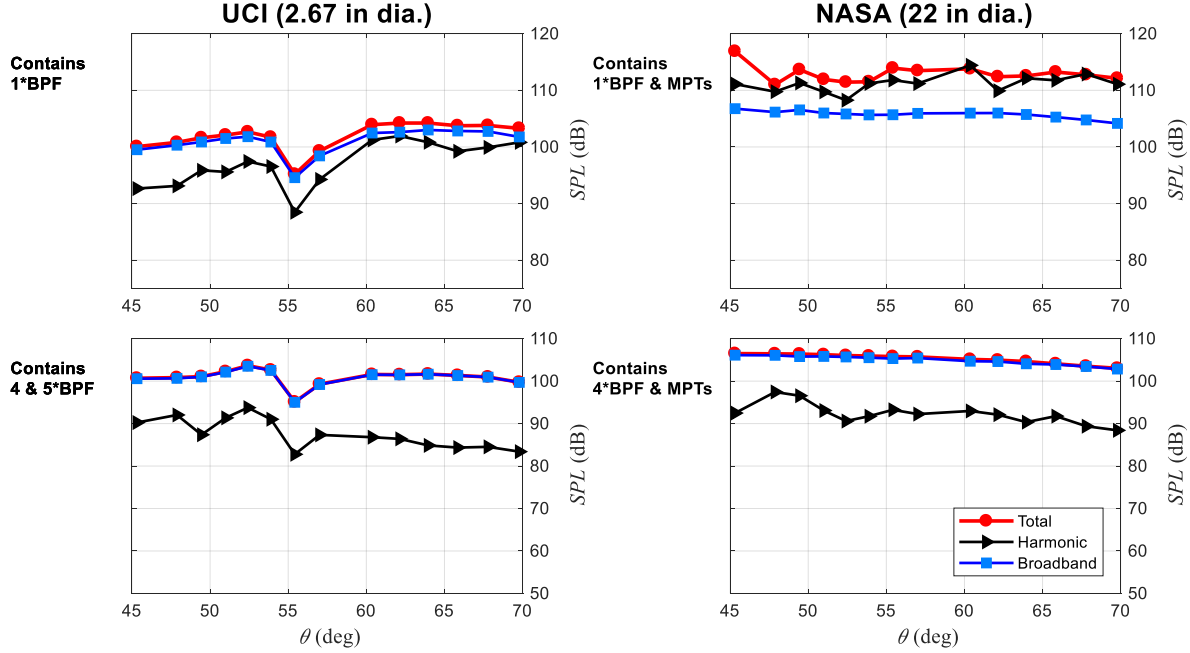 UCI (2.67 in dia.)
NASA (22 in dia.)
Contains
1*BPF
120
110
100
90
80
SPL (dB)
45 50 55 60 65 70
Contains
1*BPF & MPTs
120
110
100
90
80
SPL (dB)
45 50 55 60 65 70
Contains
4 & 5*BPF
110
100
90
80
70
60
50
SPL (dB)
45 50 55 60 65 70
θ (deg)
Contains
4*BPF & MPTs
110
100
90
80
70
60
50
SPL (dB)
Total
Harmonic
Broadband
45 50 55 60 65 70
θ (deg)